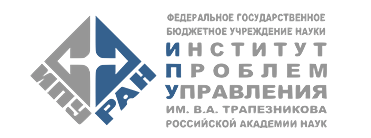 ИПУ РАН
ФЕДЕРАЛЬНОЕ ГОСУДАРСТВЕННОЕ
БЮДЖЕТНОЕ УЧРЕЖДЕНИЕ НАУКИ
ИНСТИТУТ
ПРОБЛЕМ
УПРАВЛЕНИЯ
ИМ. В.А. ТРАПЕЗНИКОВА
РОССИЙСКОЙ АКАДЕМИИ НАУК